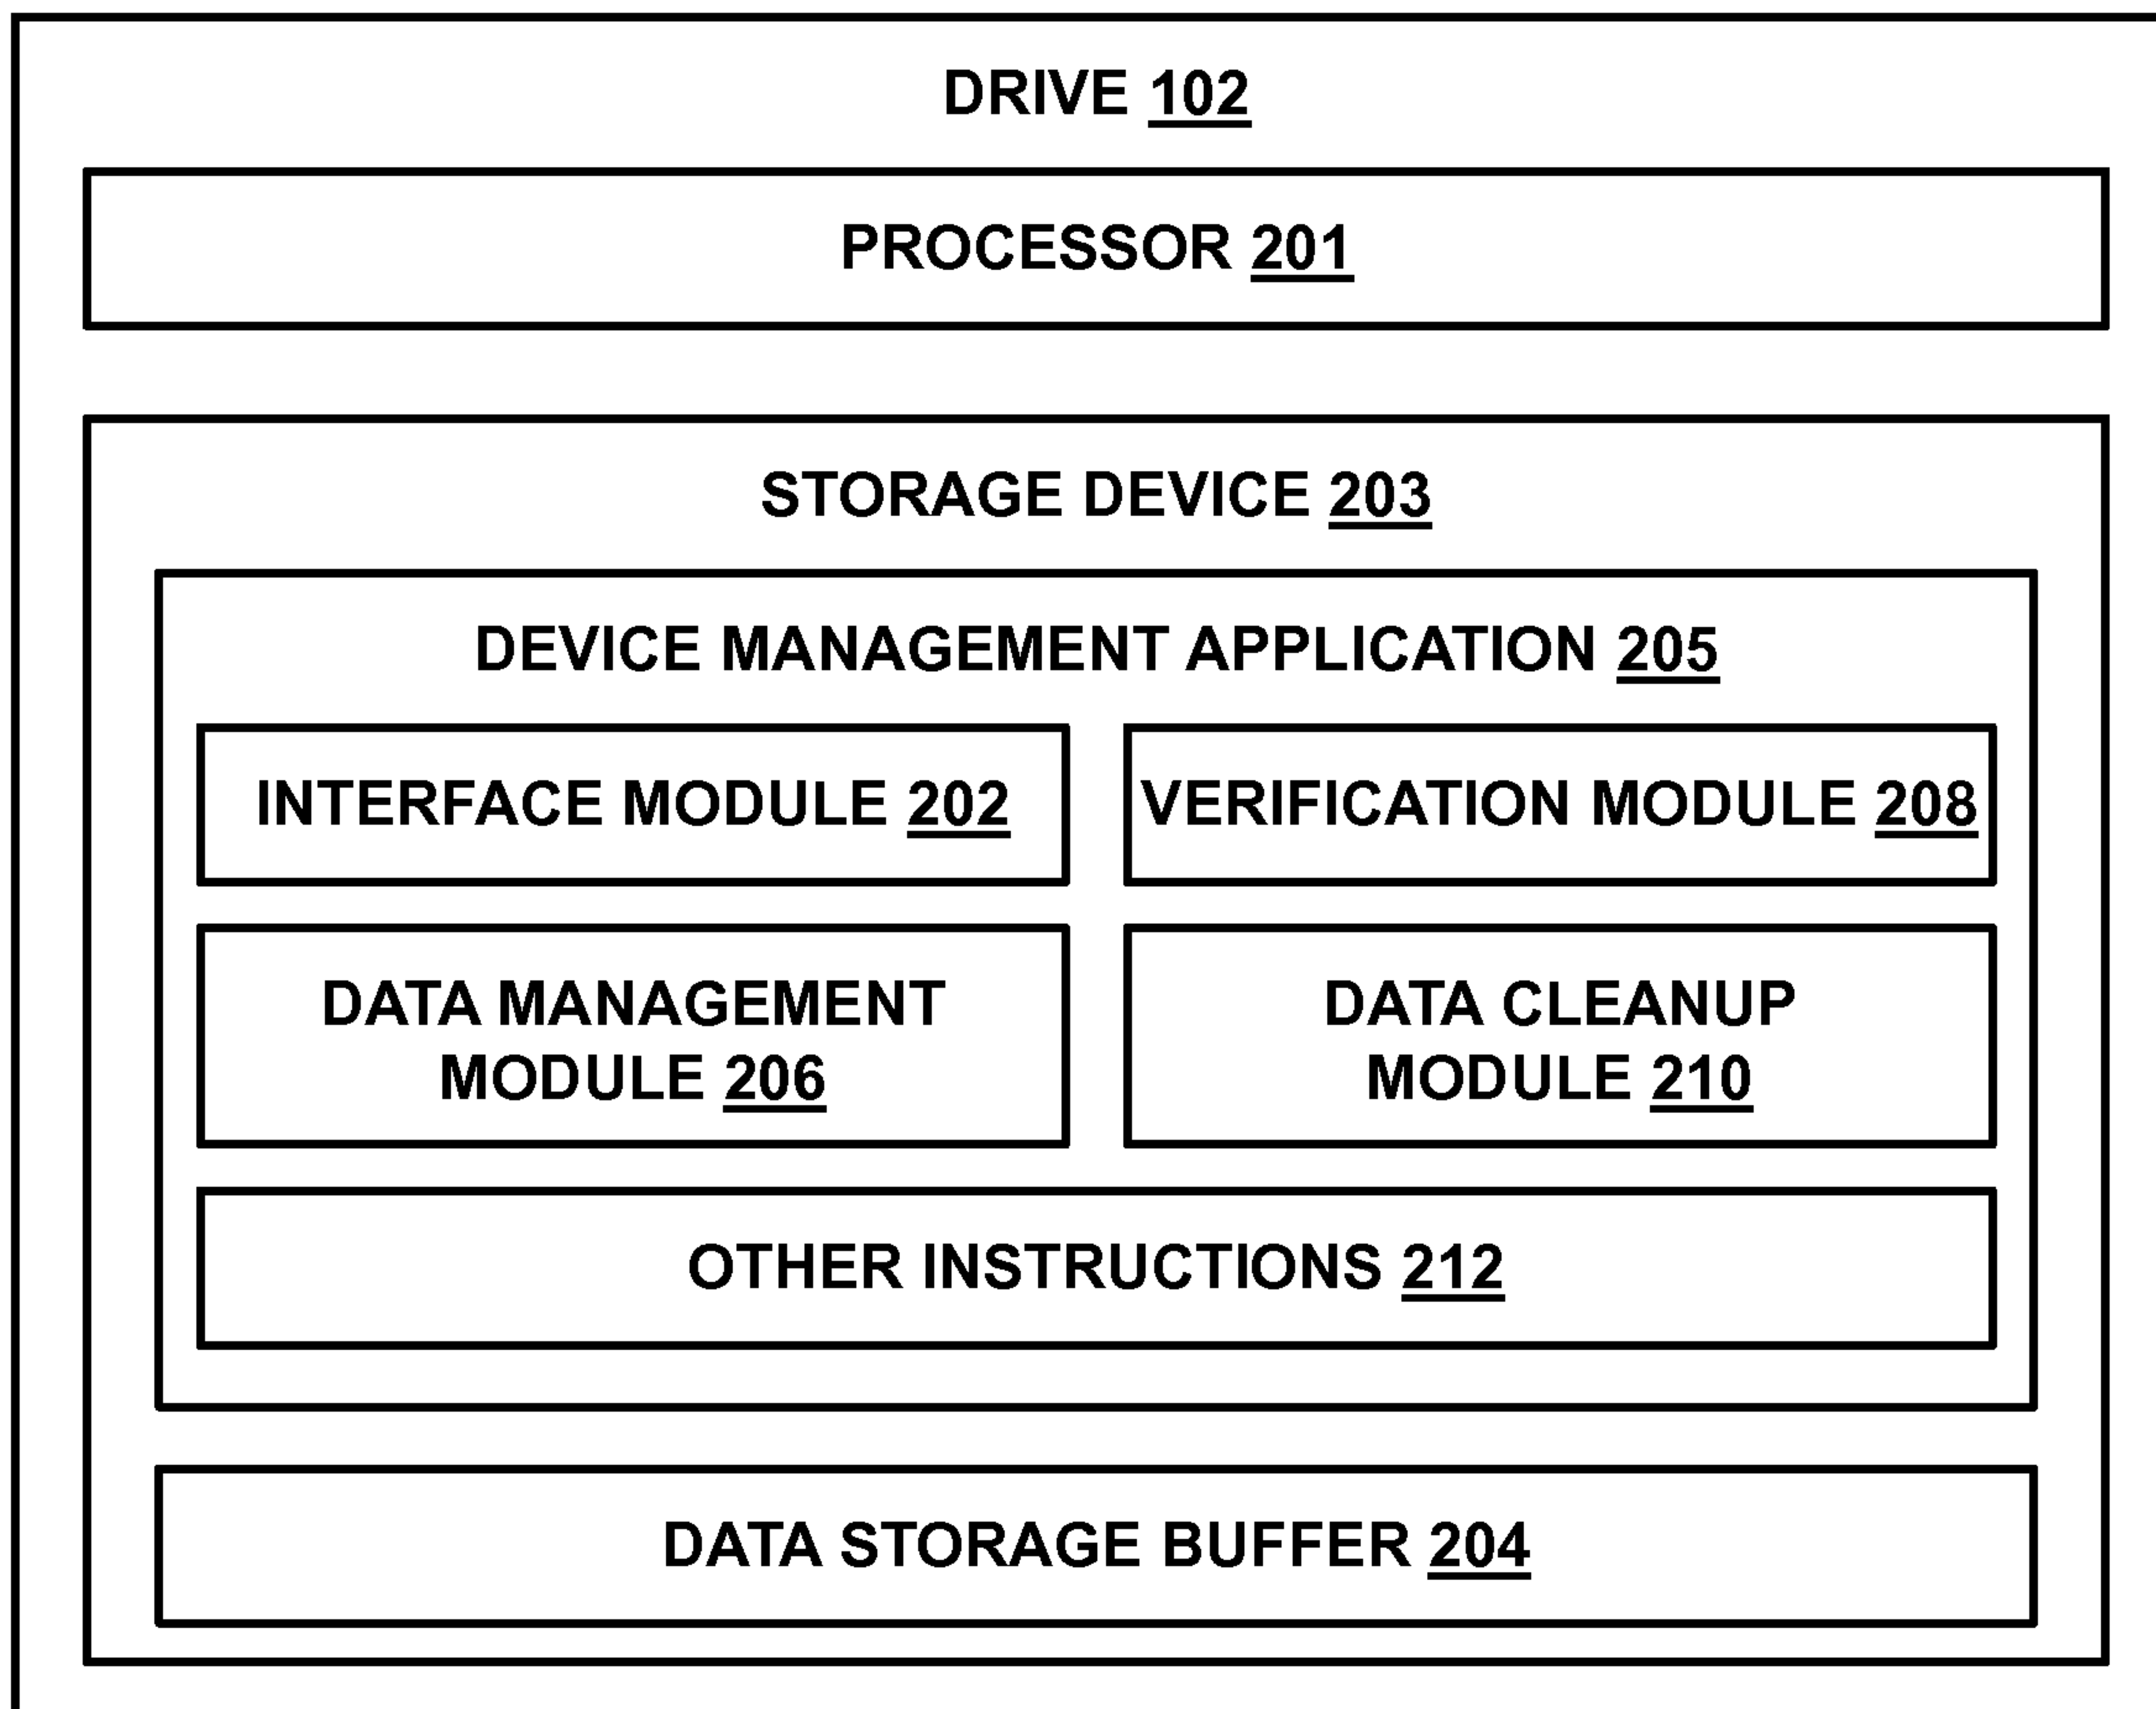 DRIVE 102
PROCESSOR 201
STORAGE DEVICE 203
DEVICE MANAGEMENT APPLICATION 205
INTERFACE MODULE 202
VERIFICATION MODULE 208
DATA MANAGEMENT
MODULE 206
DATA CLEANUP
MODULE 210
OTHER INSTRUCTIONS 212
DATA STORAGE BUFFER 204